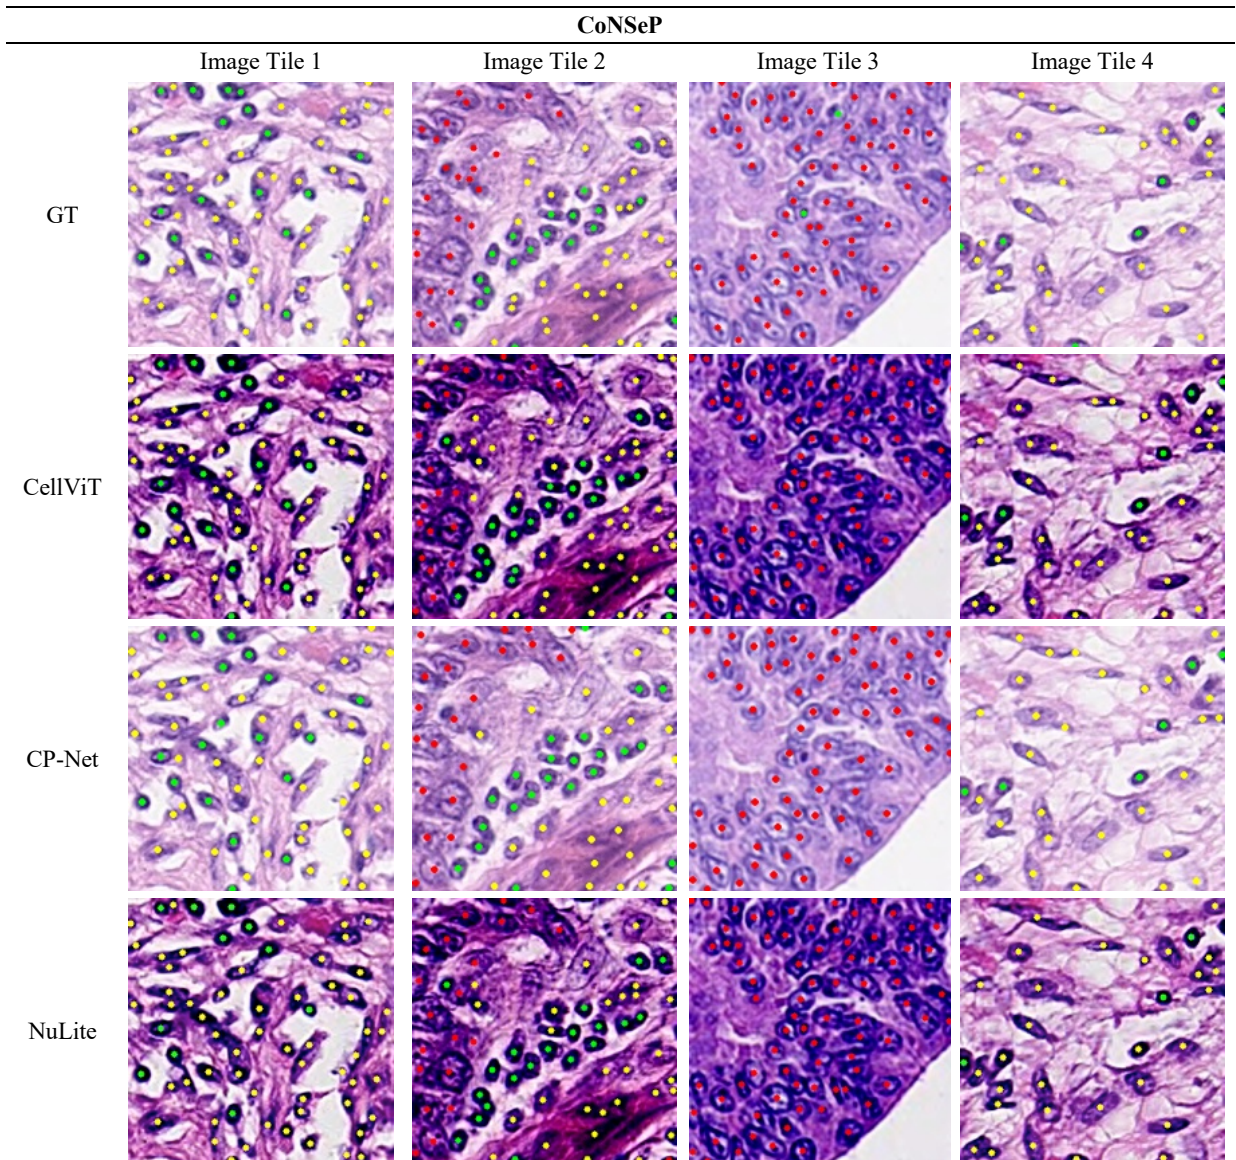 CoNSeP
Image Tile 1 Image Tile 2 Image Tile 3 Image Tile 4
GT
CellViT
CP-Net
NuLite